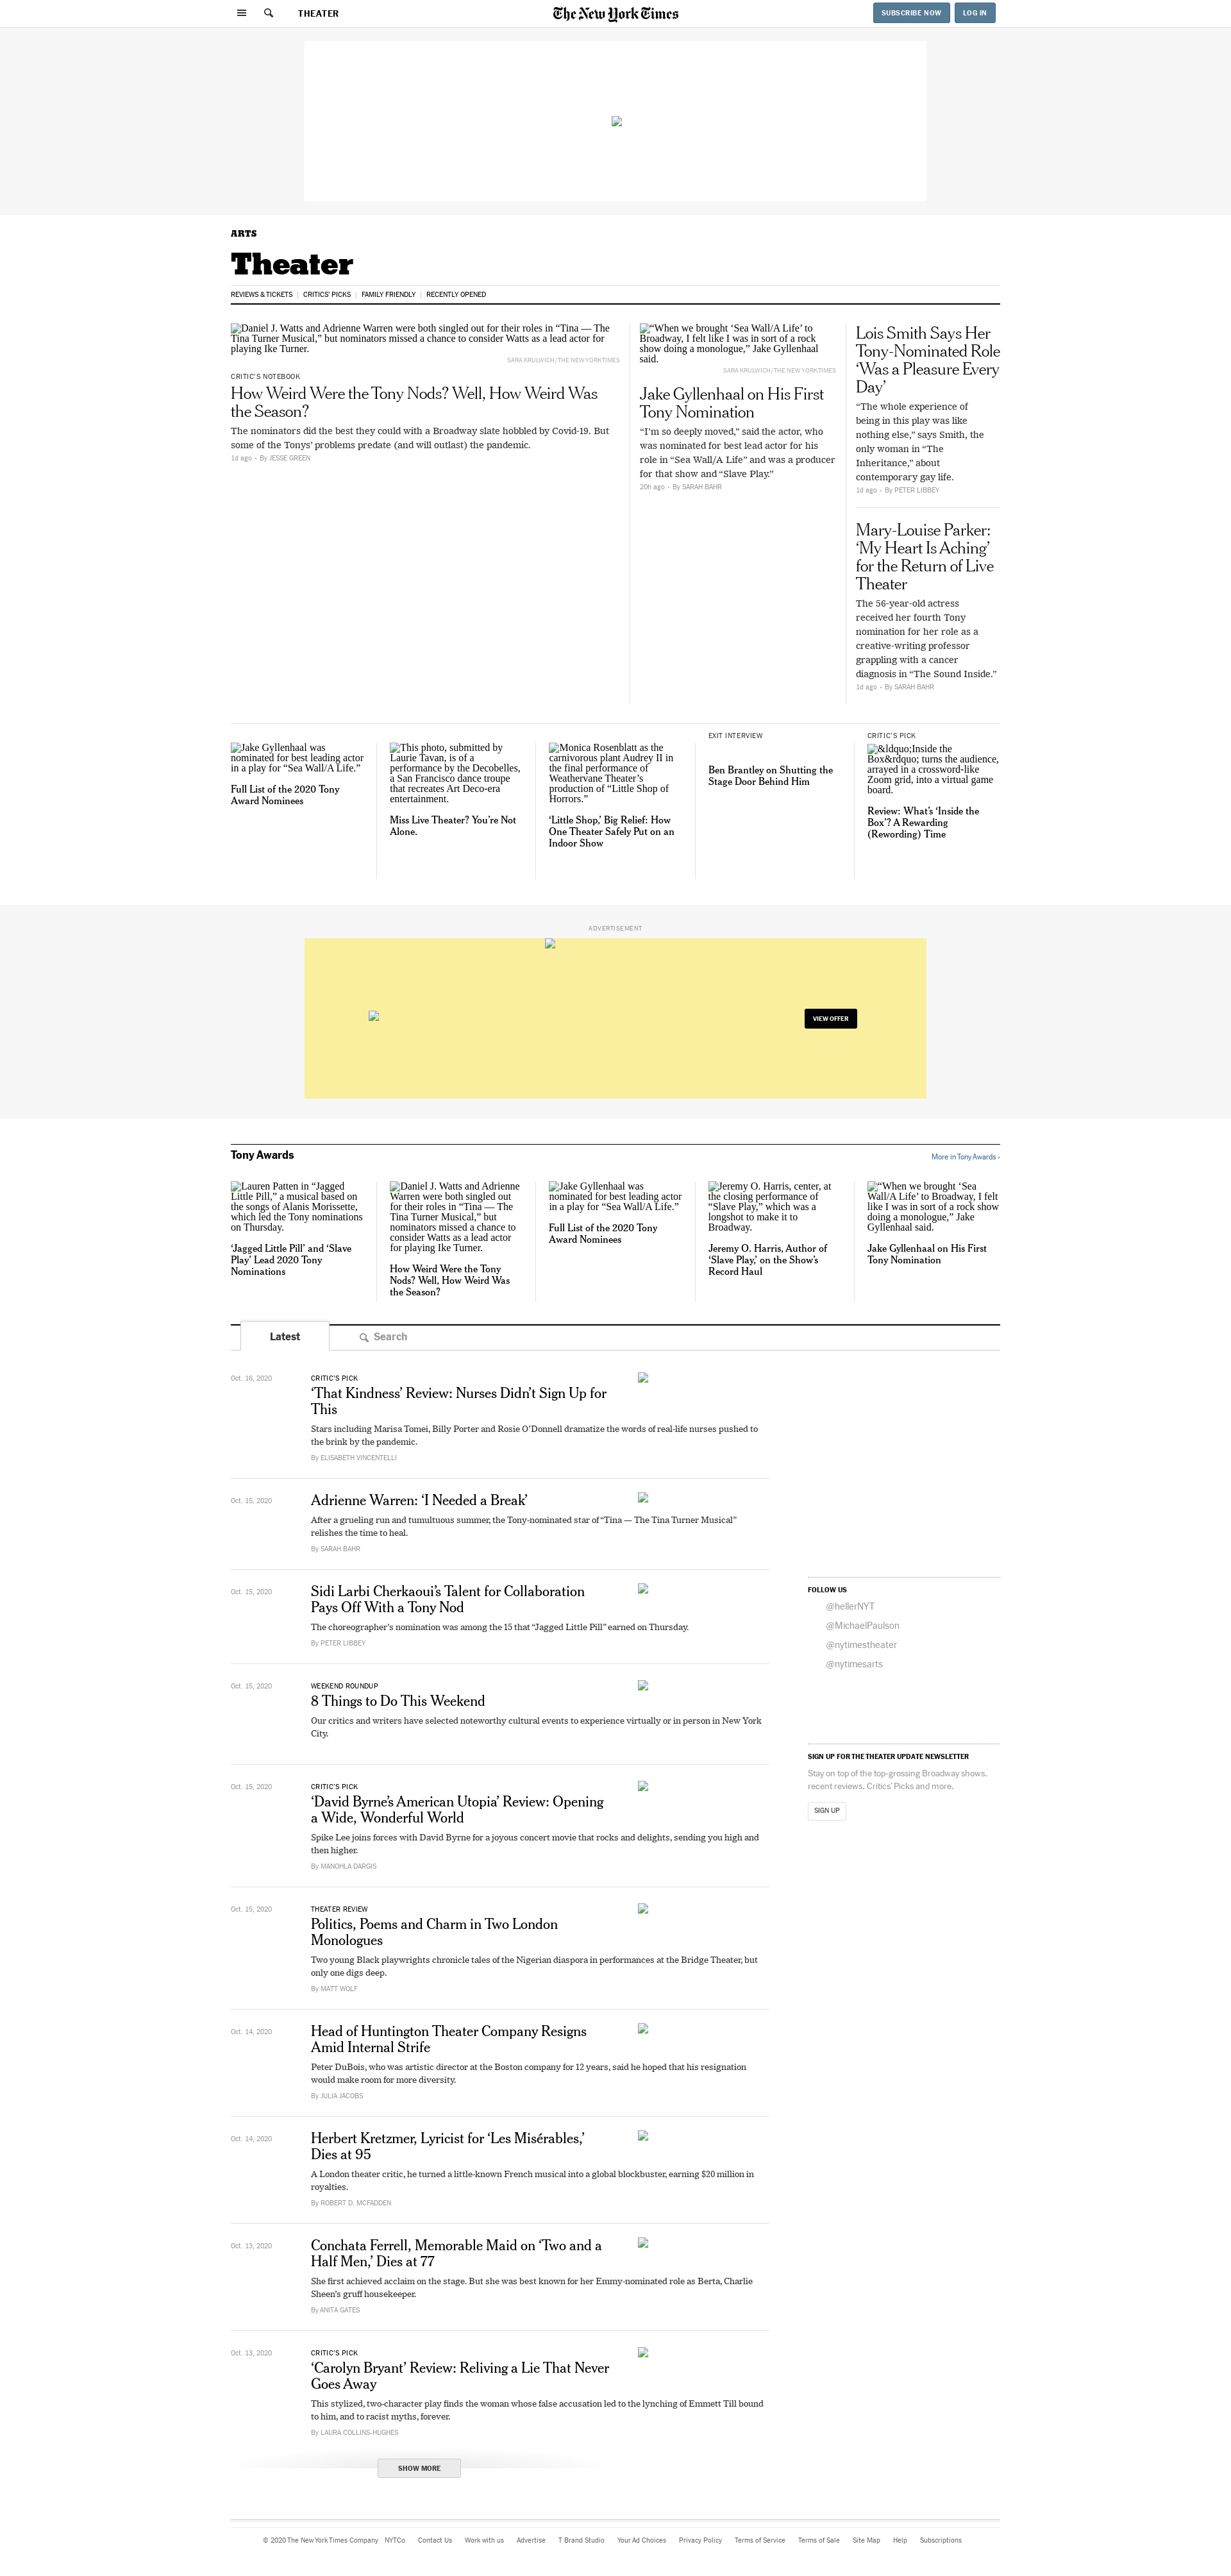 THEATER
The New York Times
SUBSCRIBE NOW
LOG IN
ARTS
Theater
REVIEWS & TICKETS | CRITICS' PICKS | FAMILY FRIENDLY | RECENTLY OPENED
Daniel J. Watts and Adrienne Warren were both singled out for their roles in “Tina — The
Tina Turner Musical,” but nominators missed a chance to consider Watts as a lead actor for
playing Ike Turner.
SARA KRULWICH/THE NEW YORK TIMES
CRITIC'S NOTEBOOK
How Weird Were the Tony Nods? Well, How Weird Was
the Season?
The nominators did the best they could with a Broadway slate hobbled by Covid-19. But
some of the Tonys’ problems predate (and will outlast) the pandemic.
1d ago - By JESSE GREEN
“When we brought ‘Sea Wall/A Life’ to
Broadway, I felt like I was in sort of a rock
show doing a monologue,” Jake Gyllenhaal
said.
SARA KRULWICH/THE NEW YORK TIMES
Jake Gyllenhaal on His First
Tony Nomination
“I’m so deeply moved,” said the actor, who
was nominated for best lead actor for his
role in “Sea Wall/A Life” and was a producer
for that show and “Slave Play.”
20h ago - By SARAH BAHR
Lois Smith Says Her
Tony-Nominated Role
‘Was a Pleasure Every
Day’
“The whole experience of
being in this play was like
nothing else,” says Smith, the
only woman in “The
Inheritance,” about
contemporary gay life.
1d ago - By PETER LIBBEY
Mary-Louise Parker:
‘My Heart Is Aching’
for the Return of Live
Theater
The 56-year-old actress
received her fourth Tony
nomination for her role as a
creative-writing professor
grappling with a cancer
diagnosis in “The Sound Inside.”
1d ago - By SARAH BAHR
Jake Gyllenhaal was
nominated for best leading actor
in a play for “Sea Wall/A Life.”
Full List of the 2020 Tony
Award Nominees
This photo, submitted by
Laurie Tavan, is of a
performance by the Decobelles,
a San Francisco dance troupe
that recreates Art Deco-era
entertainment.
Miss Live Theater? You’re Not
Alone.
Monica Rosenblatt as the
carnivorous plant Audrey II in
the final performance of
Weathervane Theater’s
production of “Little Shop of
Horrors.”
‘Little Shop,’ Big Relief: How
One Theater Safely Put on an
Indoor Show
EXIT INTERVIEW
Ben Brantley on Shutting the
Stage Door Behind Him
CRITIC'S PICK
&ldquo;Inside the
Box&rdquo; turns the audience,
arrayed in a crossword-like
Zoom grid, into a virtual game
board.
Review: What’s ‘Inside the
Box’? A Rewarding
(Rewording) Time
ADVERTISEMENT
VIEW OFFER
Tony Awards
More in Tony Awards ›
Lauren Patten in “Jagged
Little Pill,” a musical based on
the songs of Alanis Morissette,
which led the Tony nominations
on Thursday.
‘Jagged Little Pill’ and ‘Slave
Play’ Lead 2020 Tony
Nominations
Daniel J. Watts and Adrienne
Warren were both singled out
for their roles in “Tina — The
Tina Turner Musical,” but
nominators missed a chance to
consider Watts as a lead actor
for playing Ike Turner.
How Weird Were the Tony
Nods? Well, How Weird Was
the Season?
Jake Gyllenhaal was
nominated for best leading actor
in a play for “Sea Wall/A Life.”
Full List of the 2020 Tony
Award Nominees
Jeremy O. Harris, center, at
the closing performance of
“Slave Play,” which was a
longshot to make it to
Broadway.
Jeremy O. Harris, Author of
‘Slave Play,’ on the Show’s
Record Haul
“When we brought ‘Sea
Wall/A Life’ to Broadway, I felt
like I was in sort of a rock show
doing a monologue,” Jake
Gyllenhaal said.
Jake Gyllenhaal on His First
Tony Nomination
Latest
Search
Oct. 16, 2020
CRITIC'S PICK
‘That Kindness’ Review: Nurses Didn’t Sign Up for
This
Stars including Marisa Tomei, Billy Porter and Rosie O’Donnell dramatize the words of real-life nurses pushed to
the brink by the pandemic.
By ELISABETH VINCENTELLI
Oct. 15, 2020
Adrienne Warren: ‘I Needed a Break’
After a grueling run and tumultuous summer, the Tony-nominated star of “Tina — The Tina Turner Musical”
relishes the time to heal.
By SARAH BAHR
Oct. 15, 2020
Sidi Larbi Cherkaoui’s Talent for Collaboration
Pays Off With a Tony Nod
The choreographer’s nomination was among the 15 that “Jagged Little Pill” earned on Thursday.
By PETER LIBBEY
Oct. 15, 2020
WEEKEND ROUNDUP
8 Things to Do This Weekend
Our critics and writers have selected noteworthy cultural events to experience virtually or in person in New York
City.
Oct. 15, 2020
CRITIC'S PICK
‘David Byrne’s American Utopia’ Review: Opening
a Wide, Wonderful World
Spike Lee joins forces with David Byrne for a joyous concert movie that rocks and delights, sending you high and
then higher.
By MANOHLA DARGIS
Oct. 15, 2020
THEATER REVIEW
Politics, Poems and Charm in Two London
Monologues
Two young Black playwrights chronicle tales of the Nigerian diaspora in performances at the Bridge Theater, but
only one digs deep.
By MATT WOLF
Oct. 14, 2020
Head of Huntington Theater Company Resigns
Amid Internal Strife
Peter DuBois, who was artistic director at the Boston company for 12 years, said he hoped that his resignation
would make room for more diversity.
By JULIA JACOBS
Oct. 14, 2020
Herbert Kretzmer, Lyricist for ‘Les Misérables,’
Dies at 95
A London theater critic, he turned a little-known French musical into a global blockbuster, earning $20 million in
royalties.
By ROBERT D. MCFADDEN
Oct. 13, 2020
Conchata Ferrell, Memorable Maid on ‘Two and a
Half Men,’ Dies at 77
She first achieved acclaim on the stage. But she was best known for her Emmy-nominated role as Berta, Charlie
Sheen’s gruff housekeeper.
By ANITA GATES
Oct. 13, 2020
CRITIC'S PICK
‘Carolyn Bryant’ Review: Reliving a Lie That Never
Goes Away
This stylized, two-character play finds the woman whose false accusation led to the lynching of Emmett Till bound
to him, and to racist myths, forever.
By LAURA COLLINS-HUGHES
SHOW MORE
FOLLOW US
@hellerNYT
@MichaelPaulson
@nytimestheater
@nytimesarts
SIGN UP FOR THE THEATER UPDATE NEWSLETTER
Stay on top of the top-grossing Broadway shows,
recent reviews, Critics’ Picks and more.
SIGN UP
© 2020 The New York Times Company NYTCo Contact Us Work with us Advertise T Brand Studio Your Ad Choices Privacy Policy Terms of Service Terms of Sale Site Map Help Subscriptions